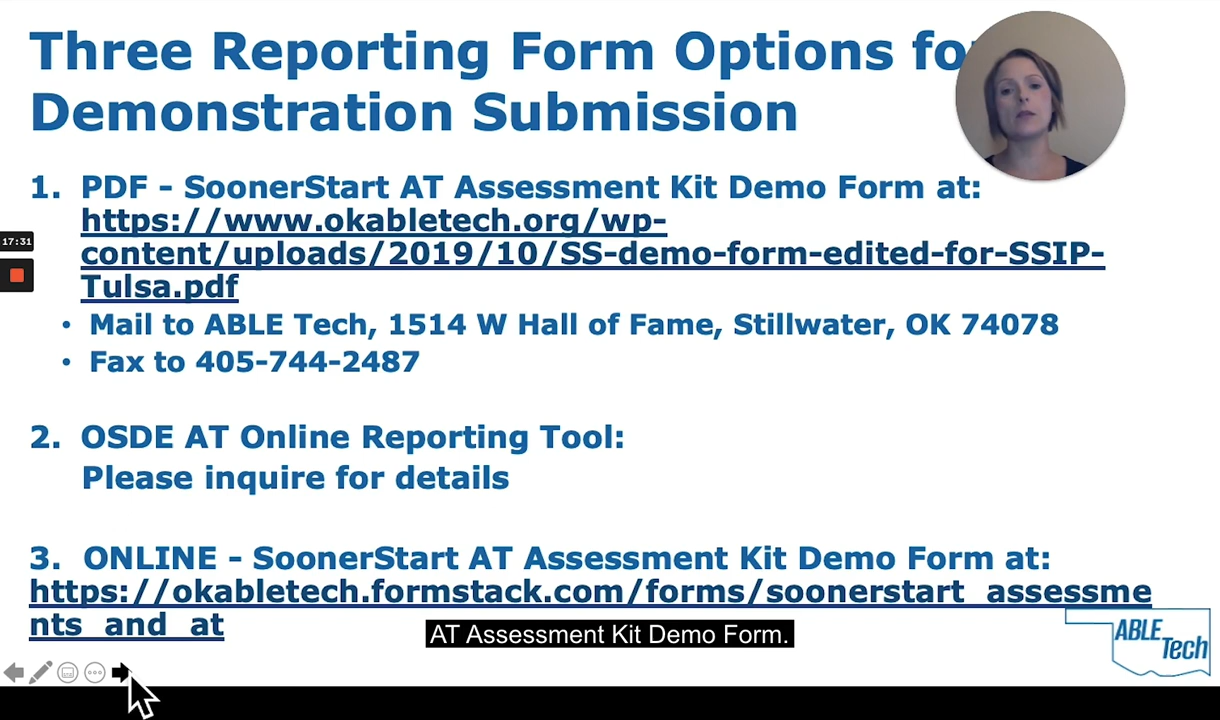 Three Reporting Form Options for
Demonstration Submission
1. PDF - SoonerStart AT Assessment Kit Demo Form at:
https://www.okabletech.org/wp-
content/uploads/2019/10/SS-demo-form-edited-for-SSIP-
Tulsa.pdf
17:31
• Mail to ABLE Tech, 1514 W Hall of Fame, Stillwater, OK 74078
• Fax to 405-744-2487
2. OSDE AT Online Reporting Tool:
Please inquire for details
3. ONLINE - SoonerStart AT Assessment Kit Demo Form at:
https://okabletech.formstack.com/forms/soonerstart_assessme
nts_and_at
AT Assessment Kit Demo Form.
ABLE
Tech